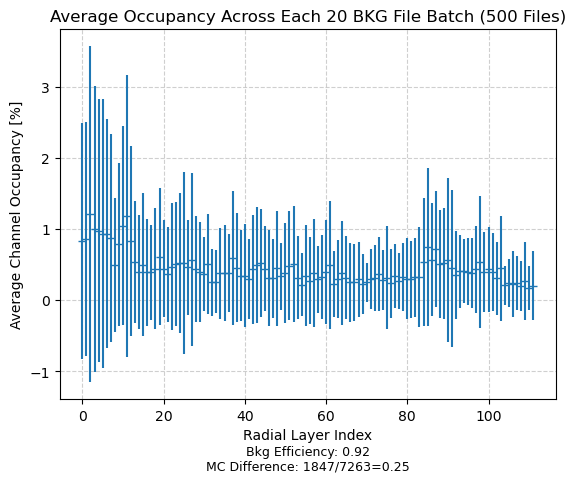 Average Occupancy Across Each 20 BKG File Batch (500 Files)
Average Channel Occupancy [%]
3
2
1
0
−1
0 20 40 60 80 100
Radial Layer Index
Bkg Efficiency: 0.92
MC Difference: 1847/7263=0.25